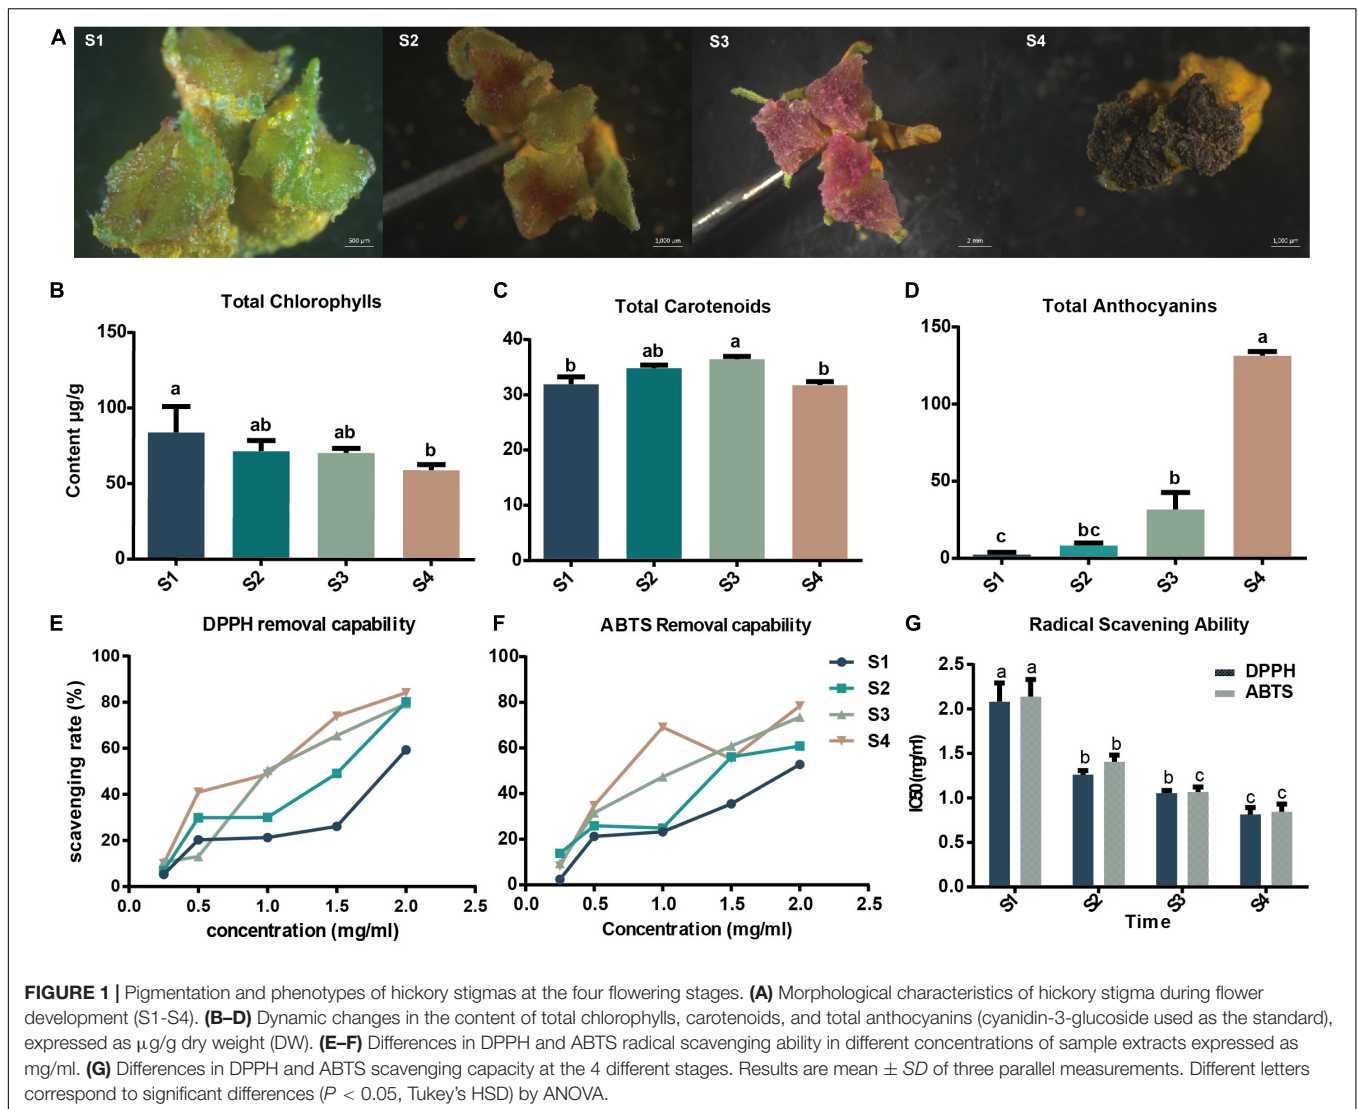 A
S1
S2
S3
S4
500 µm
1,000 µm
2 mm
1,000 µm
B
Total Chlorophylls
150
100
50
0
Content µg/g
a
ab
ab
b
S1
S2
S3
S4
C
Total Carotenoids
40
30
20
10
0
b
ab
a
b
S1
S2
S3
S4
D
Total Anthocyanins
150
100
50
0
c
bc
b
a
S1
S2
S3
S4
E
DPPH removal capability
100
80
60
40
20
0
scavenging rate (%)
0.0 0.5 1.0 1.5 2.0 2.5
concentration (mg/ml)
F
ABTS Removal capability
100
80
60
40
20
0
0.0 0.5 1.0 1.5 2.0 2.5
Concentration (mg/ml)
S1
S2
S3
S4
G
Radical Scavening Ability
2.5
2.0
1.5
1.0
0.5
0.0
IC50(mg/ml)
a a
b b
b c
c c
DPPH
ABTS
S1
S2
S3
S4
Time
FIGURE 1 | Pigmentation and phenotypes of hickory stigmas at the four flowering stages. (A) Morphological characteristics of hickory stigma during flower
development (S1-S4). (B–D) Dynamic changes in the content of total chlorophylls, carotenoids, and total anthocyanins (cyanidin-3-glucoside used as the standard),
expressed as µg/g dry weight (DW). (E–F) Differences in DPPH and ABTS radical scavenging ability in different concentrations of sample extracts expressed as
mg/ml. (G) Differences in DPPH and ABTS scavenging capacity at the 4 different stages. Results are mean ± SD of three parallel measurements. Different letters
correspond to significant differences (P < 0.05, Tukey's HSD) by ANOVA.